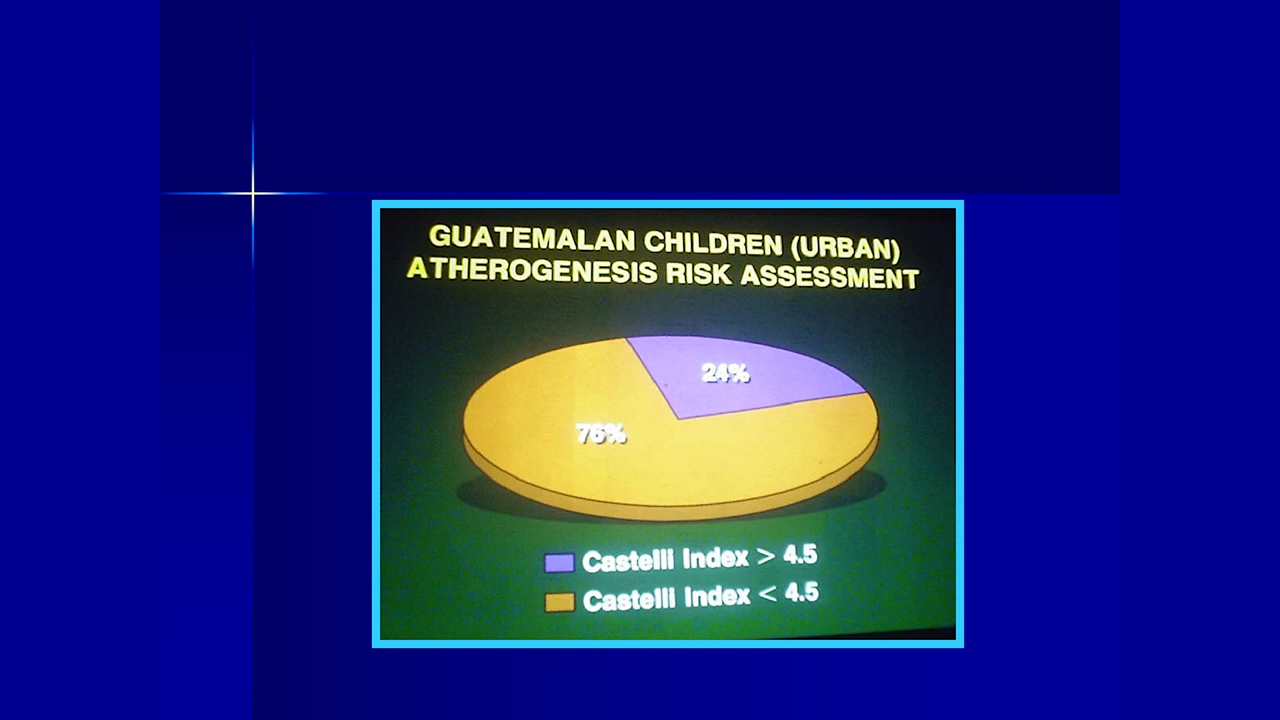 GUATEMALAN CHILDREN (URBAN)
ATHEROGENESIS RISK ASSESSMENT
24%
76%
Castelli Index > 4.5
Castelli Index < 4.5